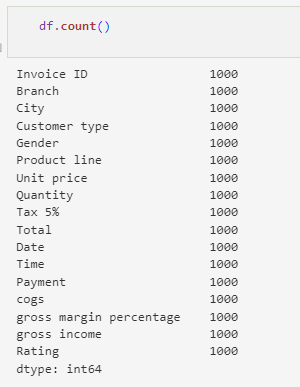 df.count()
Invoice ID 1000
Branch 1000
City 1000
Customer type 1000
Gender 1000
Product line 1000
Unit price 1000
Quantity 1000
Tax 5% 1000
Total 1000
Date 1000
Time 1000
Payment 1000
cogs 1000
gross margin percentage 1000
gross income 1000
Rating 1000
dtype: int64